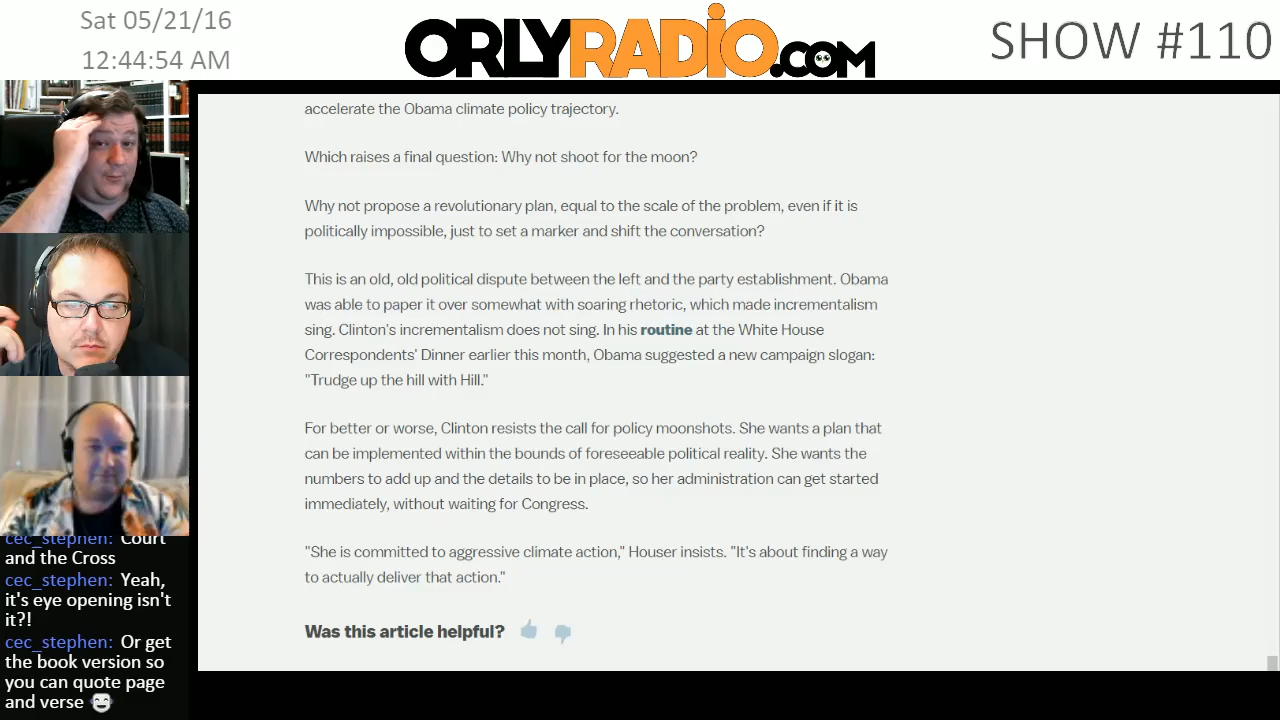 Sat 05/21/16
12:44:54 AM
ORLYRADIO.COM
SHOW #110
accelerate the Obama climate policy trajectory.
Which raises a final question: Why not shoot for the moon?
Why not propose a revolutionary plan, equal to the scale of the problem, even if it is
politically impossible, just to set a marker and shift the conversation?
This is an old, old political dispute between the left and the party establishment. Obama
was able to paper it over somewhat with soaring rhetoric, which made incrementalism
sing. Clinton's incrementalism does not sing. In his routine at the White House
Correspondents' Dinner earlier this month, Obama suggested a new campaign slogan:
"Trudge up the hill with Hill."
For better or worse, Clinton resists the call for policy moonshots. She wants a plan that
can be implemented within the bounds of foreseeable political reality. She wants the
numbers to add up and the details to be in place, so her administration can get started
immediately, without waiting for Congress.
"She is committed to aggressive climate action," Houser insists. "It's about finding a way
to actually deliver that action."
Was this article helpful?
cec_stephen: Court
and the Cross
cec_stephen: Yeah,
it's eye opening isn't
it?!
cec_stephen: Or get
the book version so
you can quote page
and verse